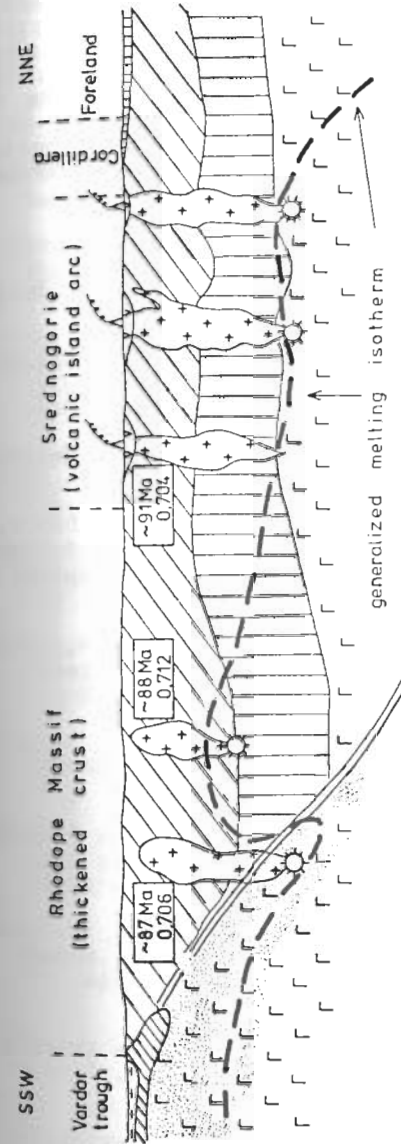 SSW
NNE
Vardar
trough
Rhodope Massif
(thickened crust)
Srednogorie
(volcanic island arc)
Cordillera
Foreland
~87 Ma
0,706
~88 Ma
0,712
~91 Ma
0,704
generalized melting isotherm